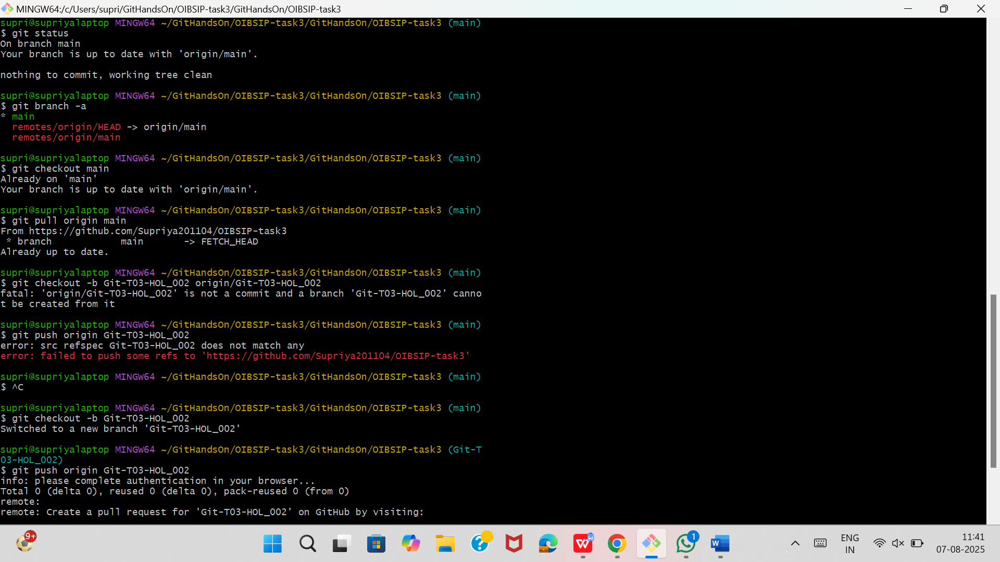 MINGW64:/c/Users/supri/GitHandsOn/OIBSIP-task3/GitHandsOn/OIBSIP-task3
supri@supriyalaptop MINGW64 ~/GitHandsOn/OIBSIP-task3/GitHandsOn/OIBSIP-task3 (main)
$ git status
On branch main
Your branch is up to date with 'origin/main'.
nothing to commit, working tree clean
supri@supriyalaptop MINGW64 ~/GitHandsOn/OIBSIP-task3/GitHandsOn/OIBSIP-task3 (main)
$ git branch -a
* main
remotes/origin/HEAD -> origin/main
remotes/origin/main
supri@supriyalaptop MINGW64 ~/GitHandsOn/OIBSIP-task3/GitHandsOn/OIBSIP-task3 (main)
$ git checkout main
Already on 'main'
Your branch is up to date with 'origin/main'.
supri@supriyalaptop MINGW64 ~/GitHandsOn/OIBSIP-task3/GitHandsOn/OIBSIP-task3 (main)
$ git pull origin main
From https://github.com/Supriya201104/OIBSIP-task3
* branch            main       -> FETCH_HEAD
Already up to date.
supri@supriyalaptop MINGW64 ~/GitHandsOn/OIBSIP-task3/GitHandsOn/OIBSIP-task3 (main)
$ git checkout -b Git-T03-HOL_002 origin/Git-T03-HOL_002
fatal: 'origin/Git-T03-HOL_002' is not a commit and a branch 'Git-T03-HOL_002' canno
t be created from it
supri@supriyalaptop MINGW64 ~/GitHandsOn/OIBSIP-task3/GitHandsOn/OIBSIP-task3 (main)
$ git push origin Git-T03-HOL_002
error: src refspec Git-T03-HOL_002 does not match any
error: failed to push some refs to 'https://github.com/Supriya201104/OIBSIP-task3'
supri@supriyalaptop MINGW64 ~/GitHandsOn/OIBSIP-task3/GitHandsOn/OIBSIP-task3 (main)
$ ^C
supri@supriyalaptop MINGW64 ~/GitHandsOn/OIBSIP-task3/GitHandsOn/OIBSIP-task3 (main)
$ git checkout -b Git-T03-HOL_002
Switched to a new branch 'Git-T03-HOL_002'
supri@supriyalaptop MINGW64 ~/GitHandsOn/OIBSIP-task3/GitHandsOn/OIBSIP-task3 (Git-T
03-HOL_002)
$ git push origin Git-T03-HOL_002
info: please complete authentication in your browser...
Total 0 (delta 0), reused 0 (delta 0), pack-reused 0 (from 0)
remote:
remote: Create a pull request for 'Git-T03-HOL_002' on GitHub by visiting:
9+
?
W
W
1
W
ENG
IN
11:41
07-08-2025